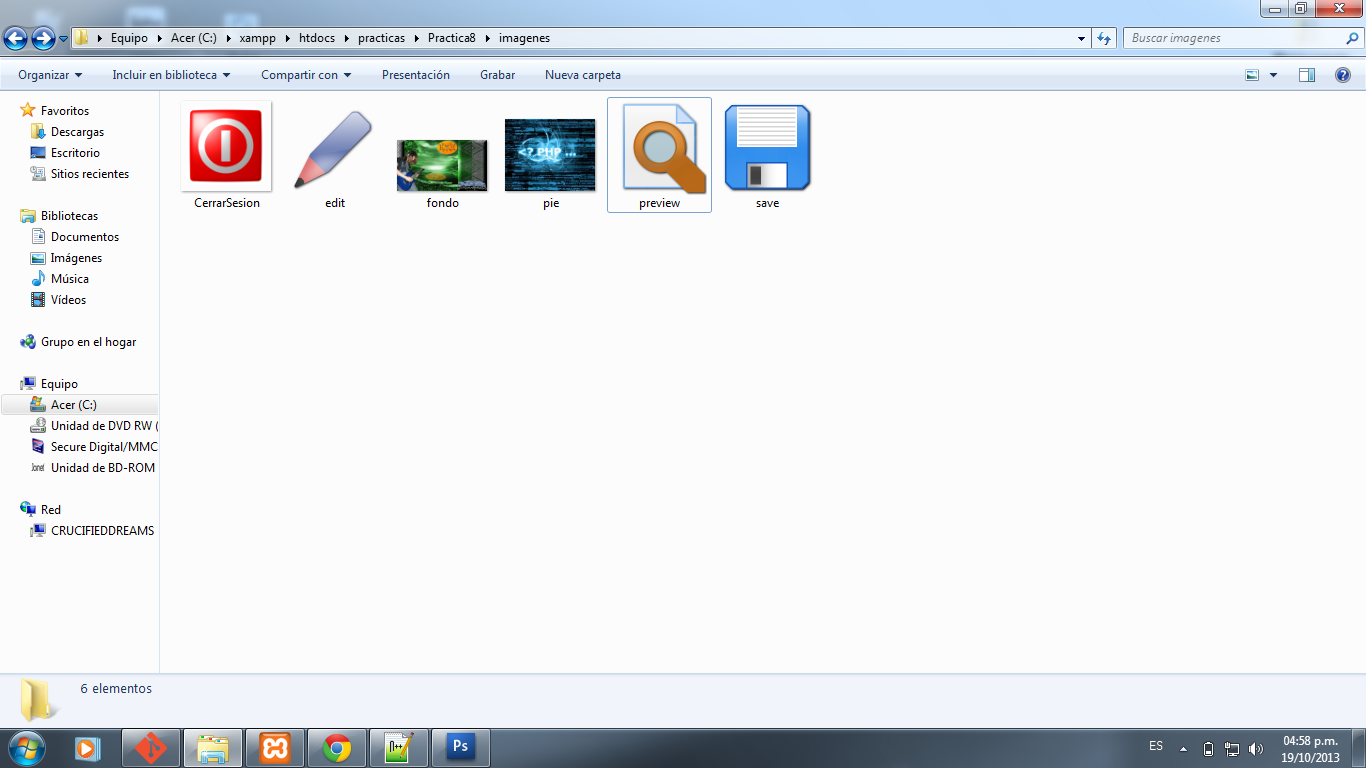 Equipo Acer (C:) xampp htdocs practicas Practica8 imagenes
Buscar imagenes
Organizar Incluir en biblioteca Compartir con Presentación Grabar Nueva carpeta
Favoritos
Descargas
Escritorio
Sitios recientes
Bibliotecas
Documentos
Imágenes
Música
Vídeos
Grupo en el hogar
Equipo
Acer (C:)
Unidad de DVD RW (
Secure Digital/MMC
Unidad de BD-ROM
Red
CRUCIFIEDDREAMS
<? PHP ...
CerrarSesion edit fondo pie preview save
6 elementos
n++
Ps
ES
04:58 p.m.
19/10/2013